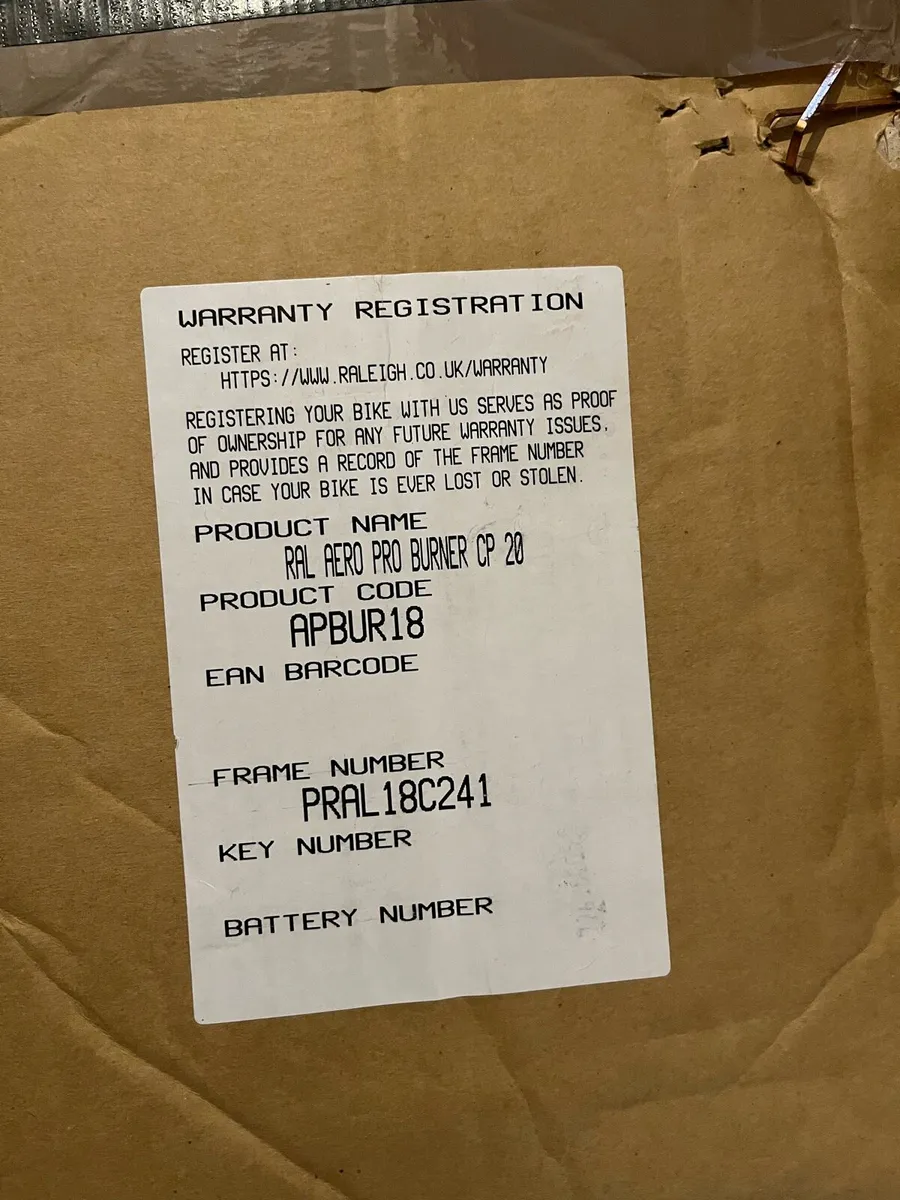 WARRANTY REGISTRATION
REGISTER AT:
HTTPS://WWW.RALEIGH.CO.UK/WARRANTY
REGISTERING YOUR BIKE WITH US SERVES AS PROOF
OF OWNERSHIP FOR ANY FUTURE WARRANTY ISSUES,
AND PROVIDES A RECORD OF THE FRAME NUMBER
IN CASE YOUR BIKE IS EVER LOST OR STOLEN.
PRODUCT NAME
RAL AERO PRO BURNER CP 20
PRODUCT CODE
APBUR18
EAN BARCODE
FRAME NUMBER
PRAL18C241
KEY NUMBER
BATTERY NUMBER